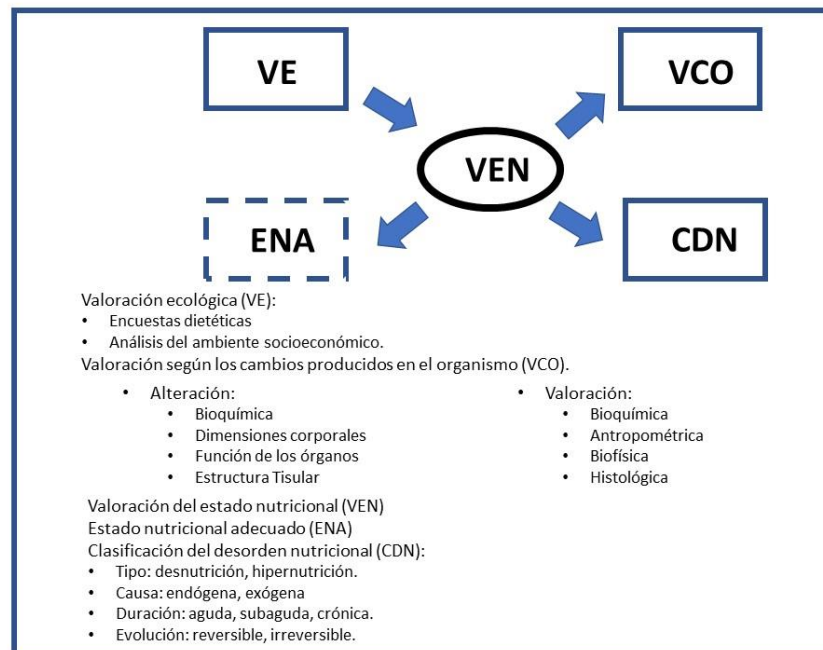 VE
VCO
VEN
ENA
CDN
Valoración ecológica (VE):
• Encuestas dietéticas
• Análisis del ambiente socioeconómico.
Valoración según los cambios producidos en el organismo (VCO).
• Alteración:
• Bioquímica
• Dimensiones corporales
• Función de los órganos
• Estructura Tisular
• Valoración:
• Bioquímica
• Antropométrica
• Biofísica
• Histológica
Valoración del estado nutricional (VEN)
Estado nutricional adecuado (ENA)
Clasificación del desorden nutricional (CDN):
• Tipo: desnutrición, hipernutrición.
• Causa: endógena, exógena
• Duración: aguda, subaguda, crónica.
• Evolución: reversible, irreversible.